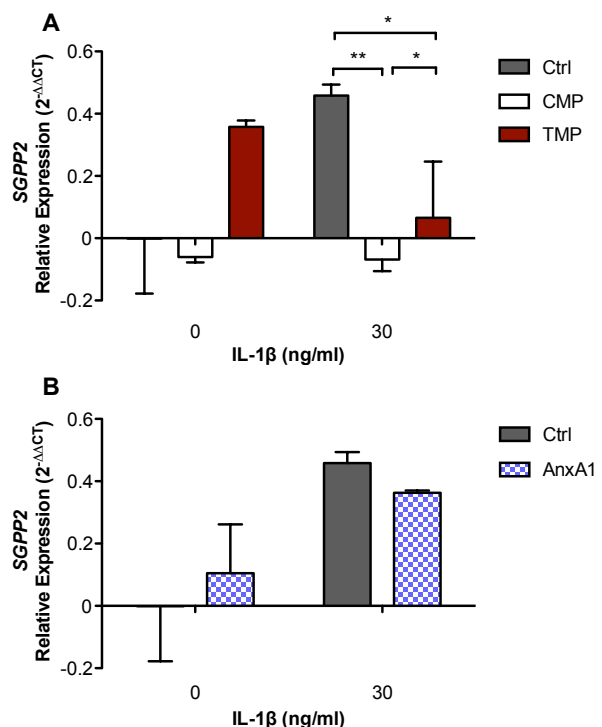 A
*
** *
0.6
0.4
0.2
0
-0.2
SGPP2
Relative Expression (2-ΔΔCT)
0 30
IL-1β (ng/ml)
Ctrl
CMP
TMP
B
0.6
0.4
0.2
0
-0.2
SGPP2
Relative Expression (2-ΔΔCT)
0 30
IL-1β (ng/ml)
Ctrl
AnxA1